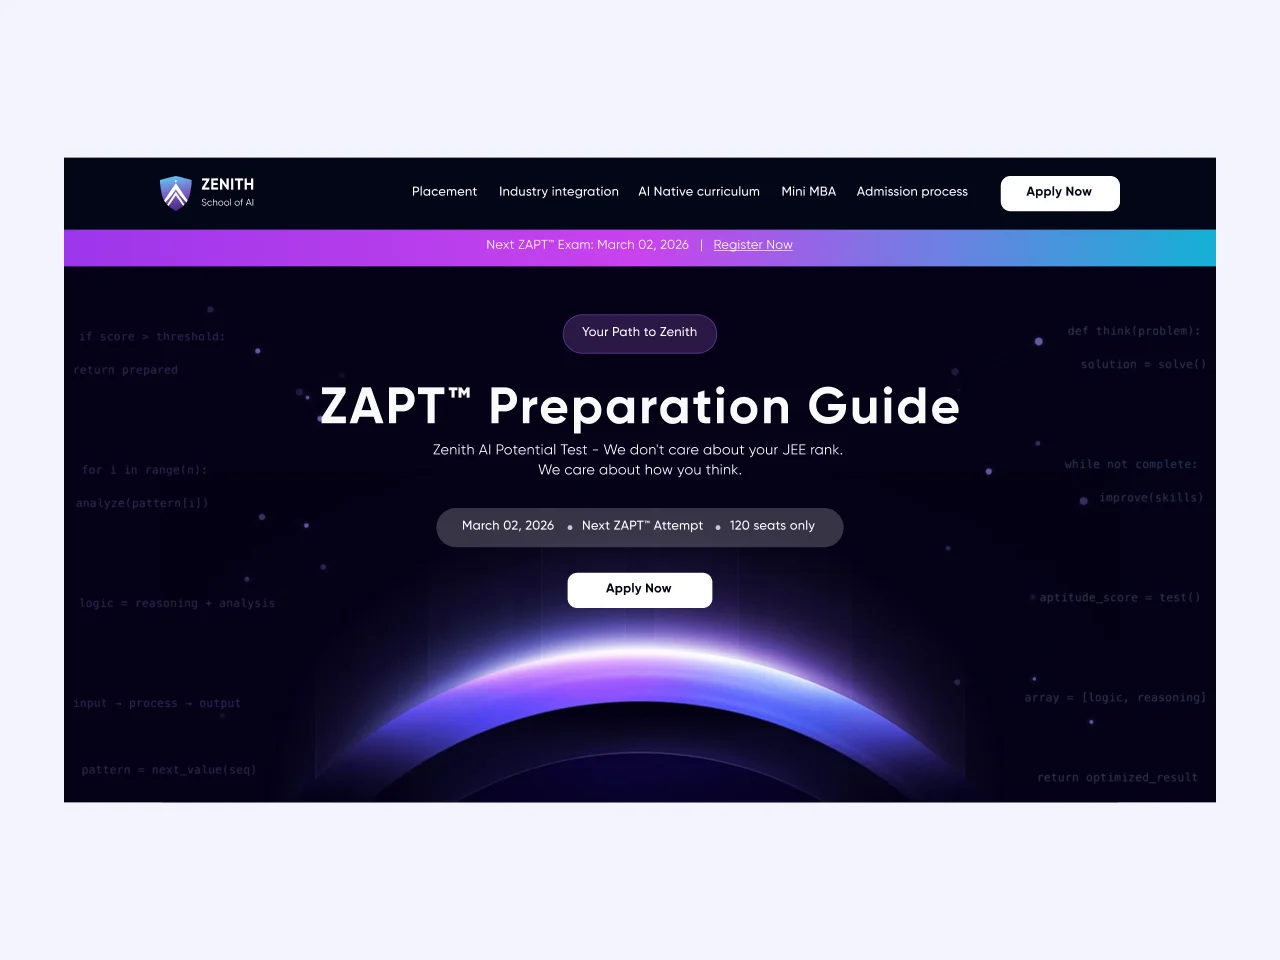 ZENITH
School of AI
Placement
Industry integration
AI Native curriculum
Mini MBA
Admission process
Apply Now
Next ZAPT™ Exam: March 02, 2026 | Register Now
Your Path to Zenith
ZAPT™ Preparation Guide
Zenith AI Potential Test - We don't care about your JEE rank.
We care about how you think.
March 02, 2026 • Next ZAPT™ Attempt • 120 seats only
Apply Now
if score > threshold:
return prepared
for i in range(n):
analyze(pattern[i])
logic = reasoning + analysis
input → process → output
pattern = next_value(seq)
def think(problem):
solution = solve()
while not complete:
improve(skills)
aptitude_score = test()
array = [logic, reasoning]
return optimized_result